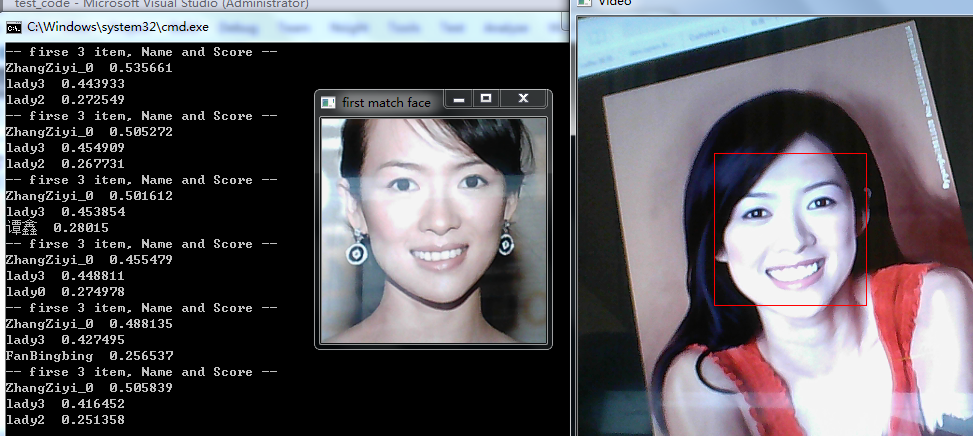 test_code - Microsoft Visual Studio (Administrator)
C:\Windows\system32\cmd.exe
-- firse 3 item, Name and Score --
ZhangZiyi_0  0.535661
lady3  0.443933
lady2  0.272549
-- firse 3 item, Name and Score --
ZhangZiyi_0  0.505272
lady3  0.454909
lady2  0.267731
-- firse 3 item, Name and Score --
ZhangZiyi_0  0.501612
lady3  0.453854
谭鑫  0.28015
-- firse 3 item, Name and Score --
ZhangZiyi_0  0.455479
lady3  0.448811
lady0  0.274978
-- firse 3 item, Name and Score --
ZhangZiyi_0  0.488135
lady3  0.427495
FanBingbing  0.256537
-- firse 3 item, Name and Score --
ZhangZiyi_0  0.505839
lady3  0.416452
lady2  0.251358
first match face
Video